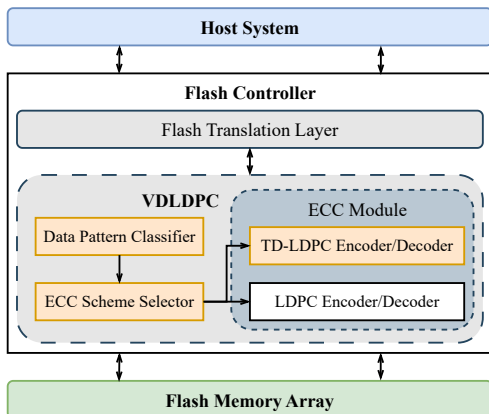 Host System
Flash Controller
Flash Translation Layer
VDLDPC
ECC Module
Data Pattern Classifier
TD-LDPC Encoder/Decoder
ECC Scheme Selector
LDPC Encoder/Decoder
Flash Memory Array